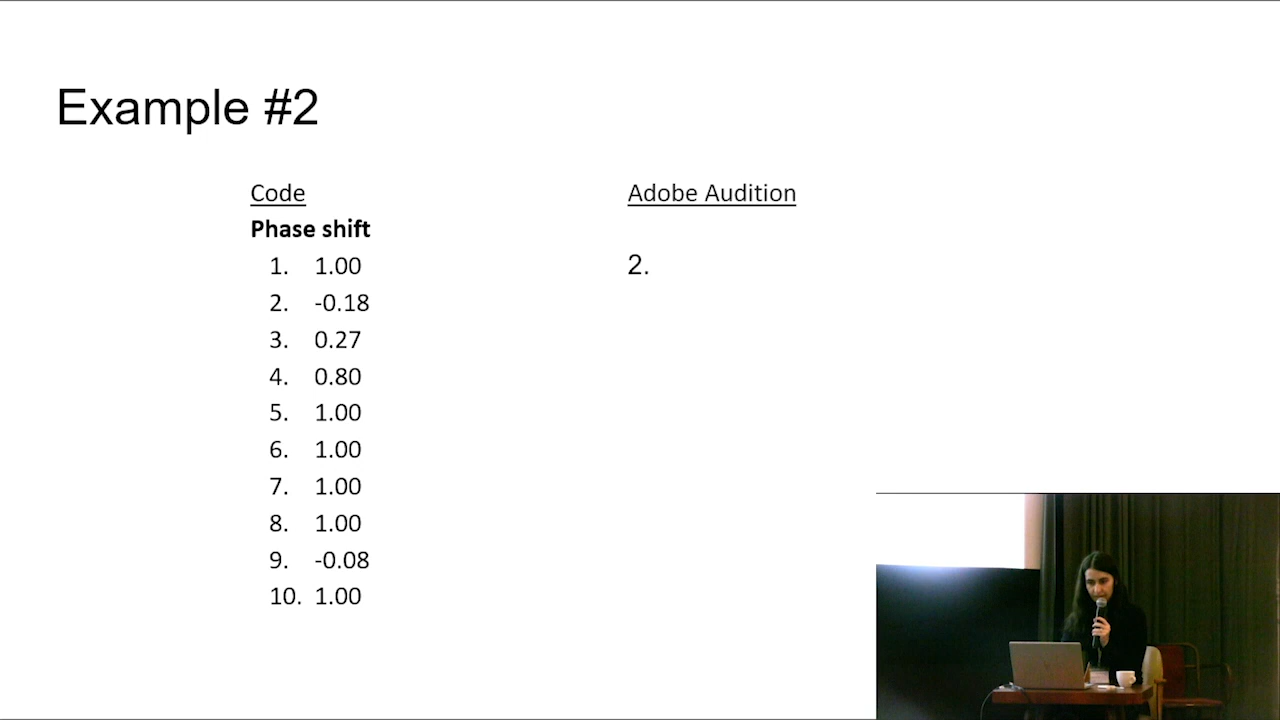 Example #2
Code
Phase shift
1. 1.00
2. -0.18
3. 0.27
4. 0.80
5. 1.00
6. 1.00
7. 1.00
8. 1.00
9. -0.08
10. 1.00
Adobe Audition
2.